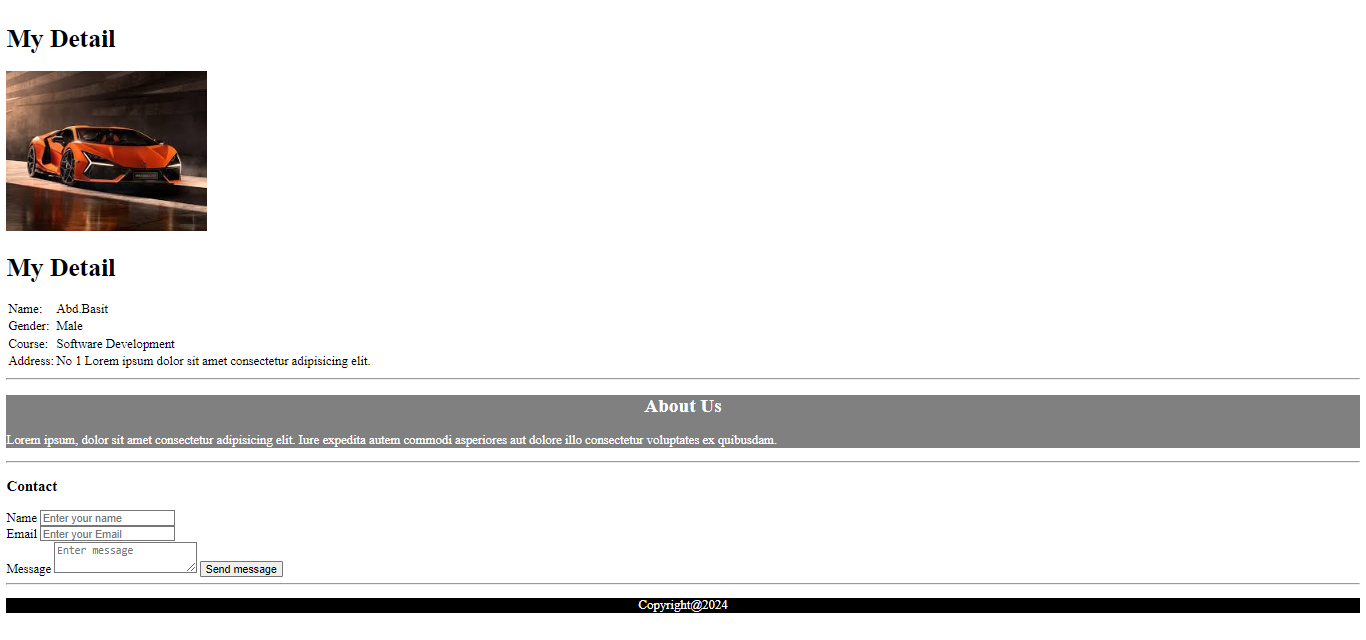 My Detail
My Detail
Name: Abd.Basit
Gender: Male
Course: Software Development
Address: No 1 Lorem ipsum dolor sit amet consectetur adipisicing elit.
About Us
Lorem ipsum, dolor sit amet consectetur adipisicing elit. Iure expedita autem commodi asperiores aut dolore illo consectetur voluptates ex quibusdam.
Contact
Name Enter your name
Email Enter your Email
Message Enter message Send message
Copyright@2024